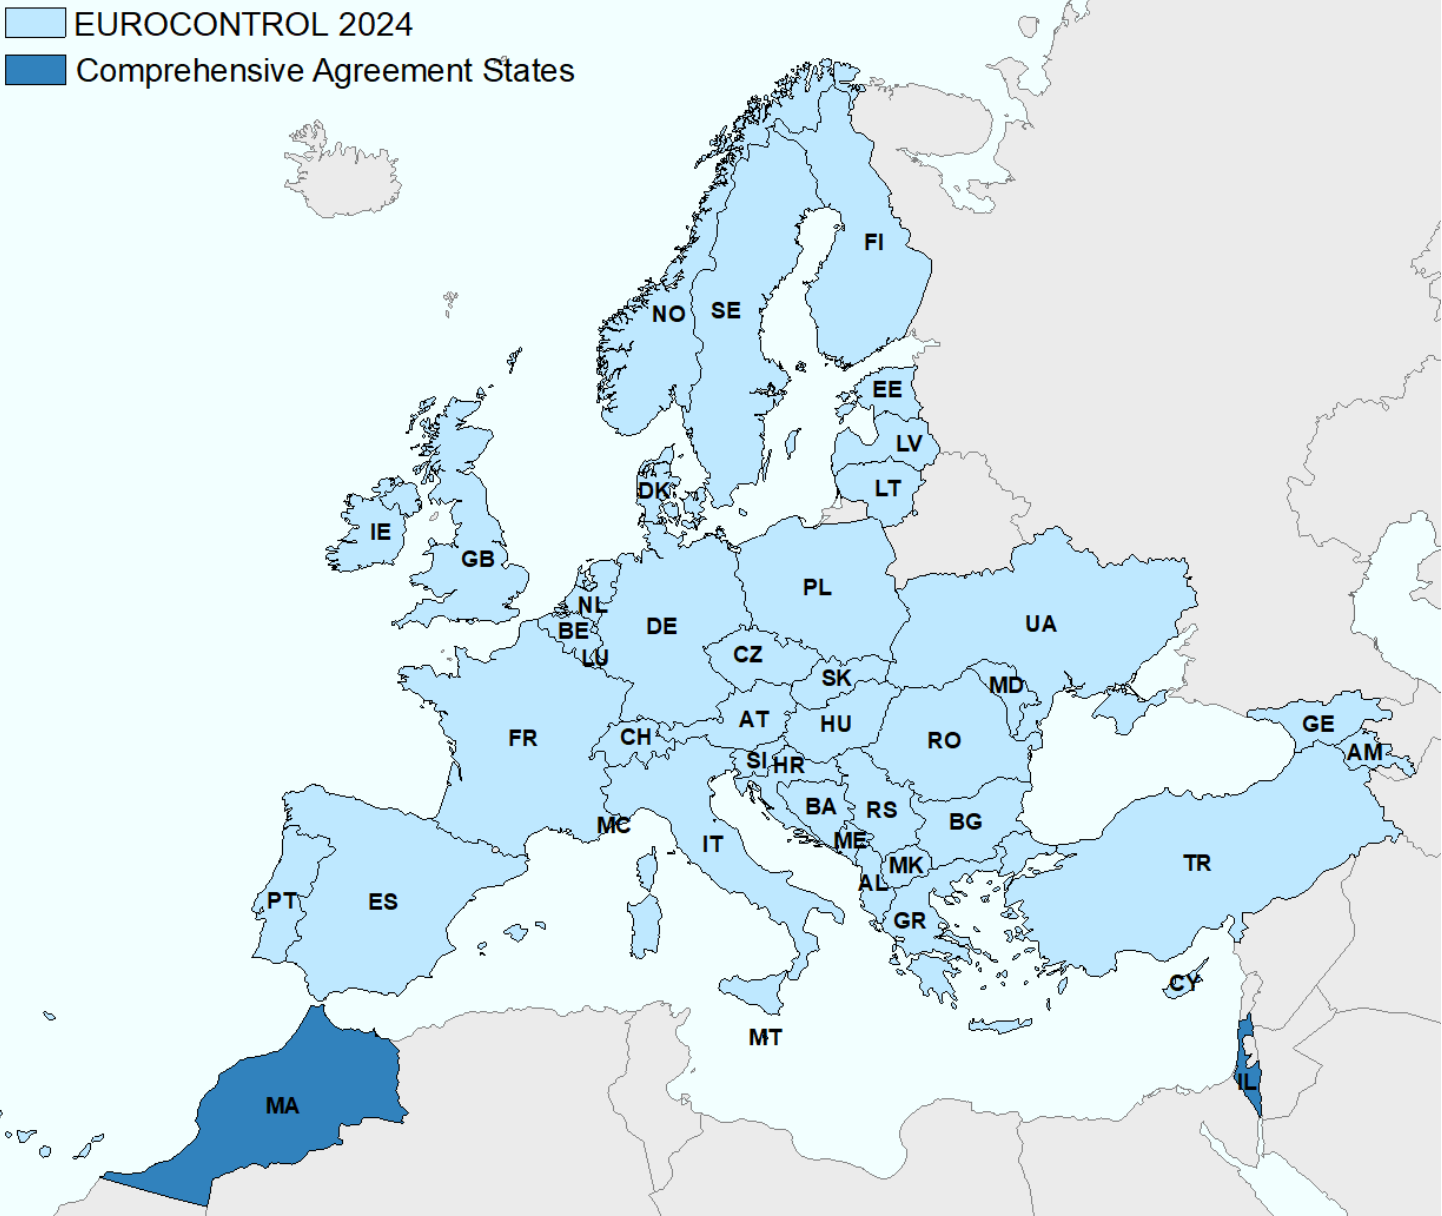 EUROCONTROL 2024
Comprehensive Agreement States
FI
NO
SE
EE
LV
DK
LT
IE
GB
PL
NL
DE
BE
UA
CZ
LU
SK
MD
AT
HU
GE
FR
CH
RO
AM
SI
HR
BA
RS
BG
MC
ME
IT
TR
MK
AL
PT
ES
GR
CY
MT
IL
MA